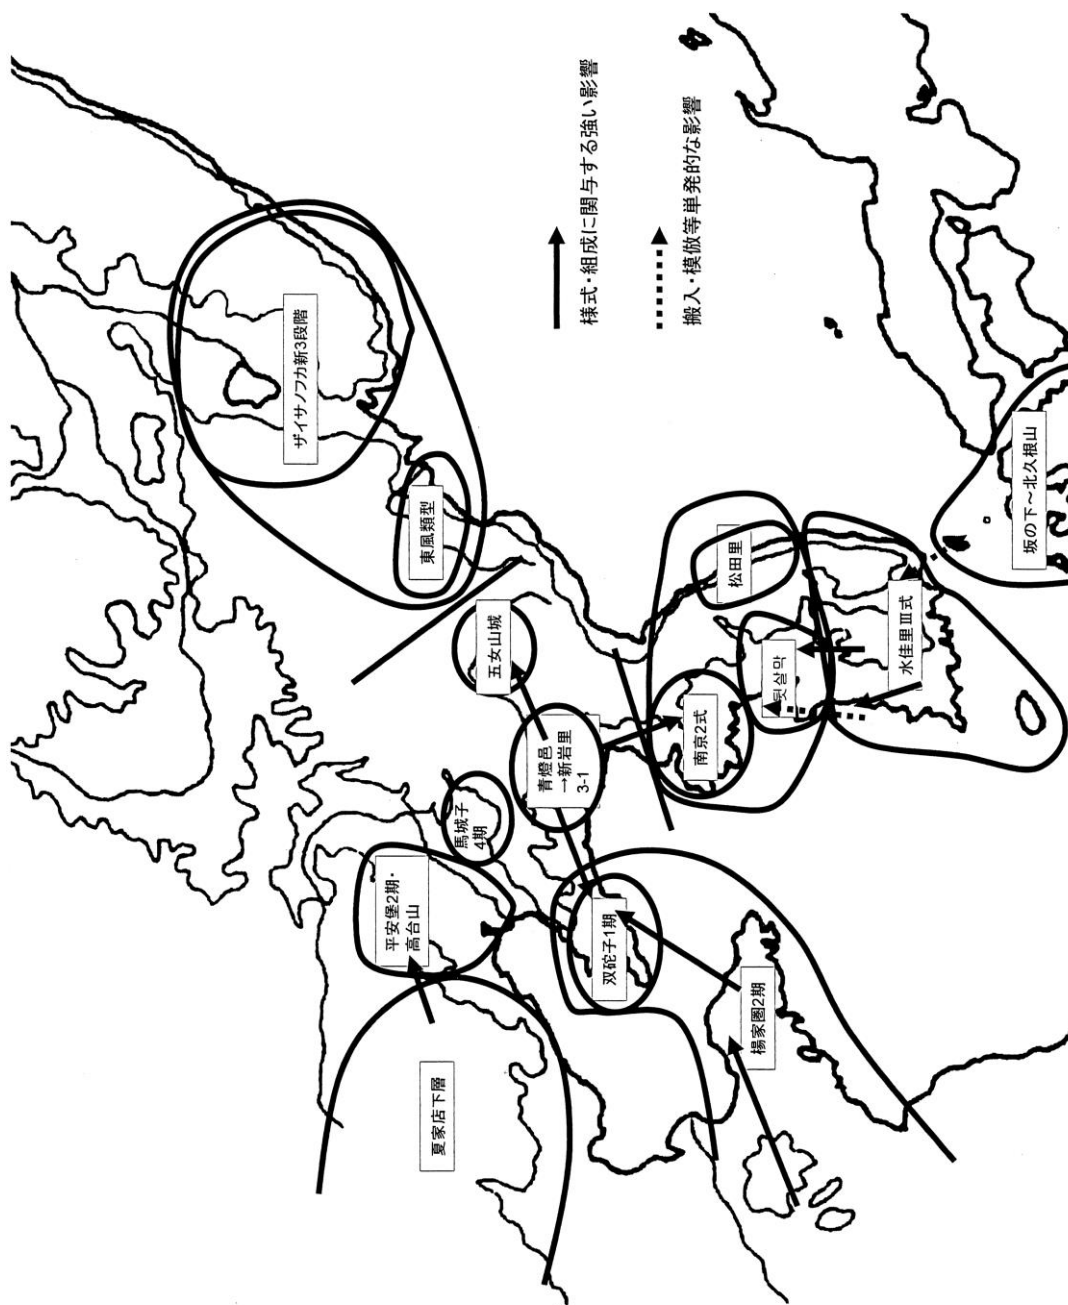 ザイサノフカ新3段階
平安堡2期・
高台山
東風類型
夏家店下層
馬城子
4期
五女山城
青燈邑
→新岩里
3-1
様式・組成に関与する強い影響
双砣子1期
搬入・模倣等単発的な影響
南京2式
松田里
楊家圏2期
뒷살막
水佳里Ⅲ式
坂の下～北久根山